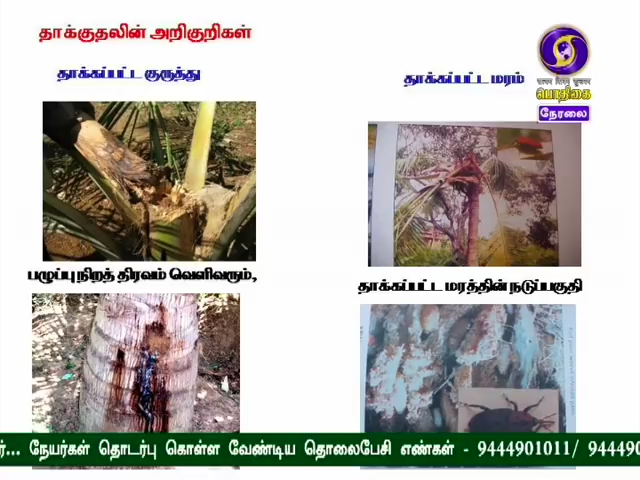 தாக்குதலின் அறிகுறிகள்
தாக்கப்பட்ட குருத்து
தாக்கப்பட்ட மரம்
பொதிகை
நேரலை
பழுப்பு நிறத் திரவம் வெளிவரும்,
தாக்கப்பட்ட மரத்தின் நடுப்பகுதி
ர்... நேயர்கள் தொடர்பு கொள்ள வேண்டிய தொலைபேசி எண்கள் - 9444901011/ 944490